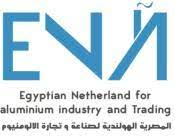 ENA
Egyptian Netherland for
aluminium industry and Trading
المصرية الهولندية لصناعة و تجارة الالومنيوم